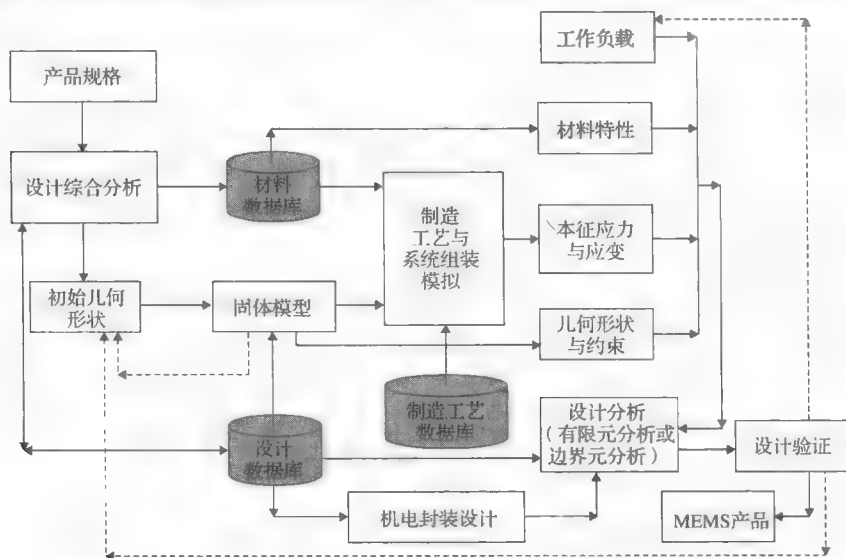 工作负载
产品规格
材料特性
设计综合分析
材料
数据库
制造
工艺与
系统组装
模拟
本征应力
与应变
初始几何
形状
固体模型
几何形状
与约束
制造工艺
数据库
设计分析
(有限元分析或
边界元分析)
设计
数据库
设计验证
机电封装设计
MEMS产品